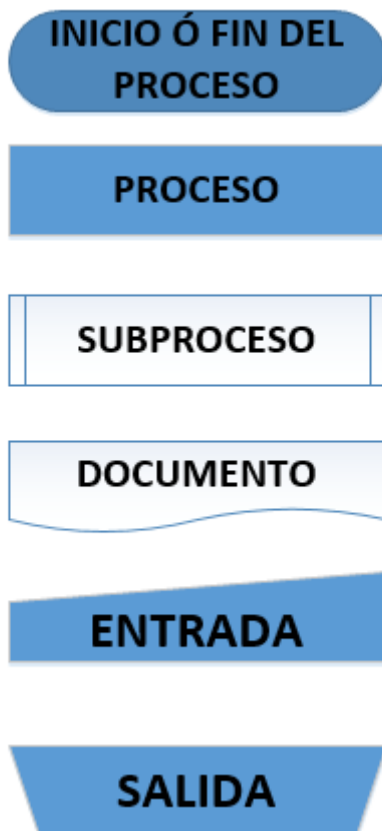 INICIO Ó FIN DEL
PROCESO
PROCESO
SUBPROCESO
DOCUMENTO
ENTRADA
SALIDA